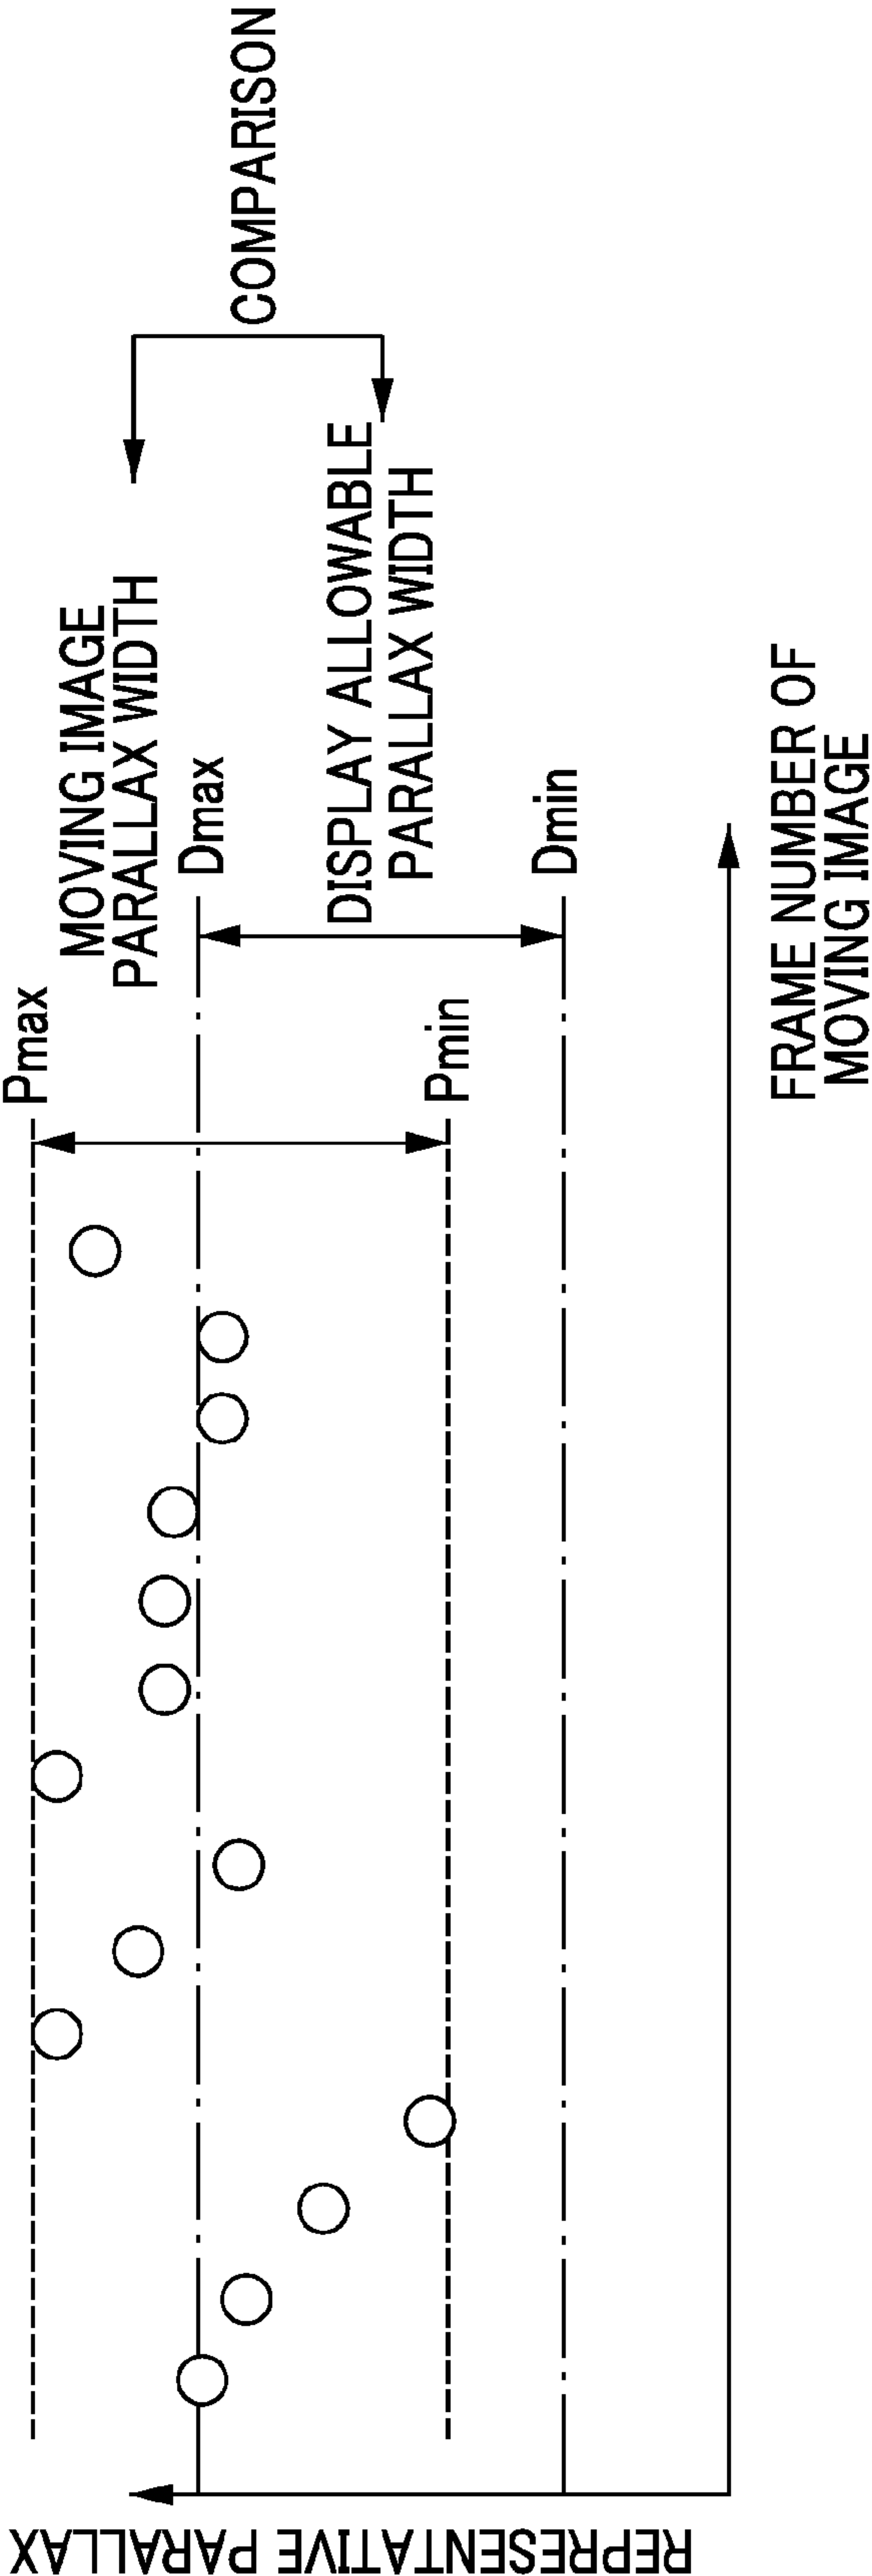 REPRESENTATIVE PARALLAX
Pmax
MOVING IMAGE
PARALLAX WIDTH
Dmax
COMPARISON
DISPLAY ALLOWABLE
PARALLAX WIDTH
Pmin
Dmin
FRAME NUMBER OF
MOVING IMAGE